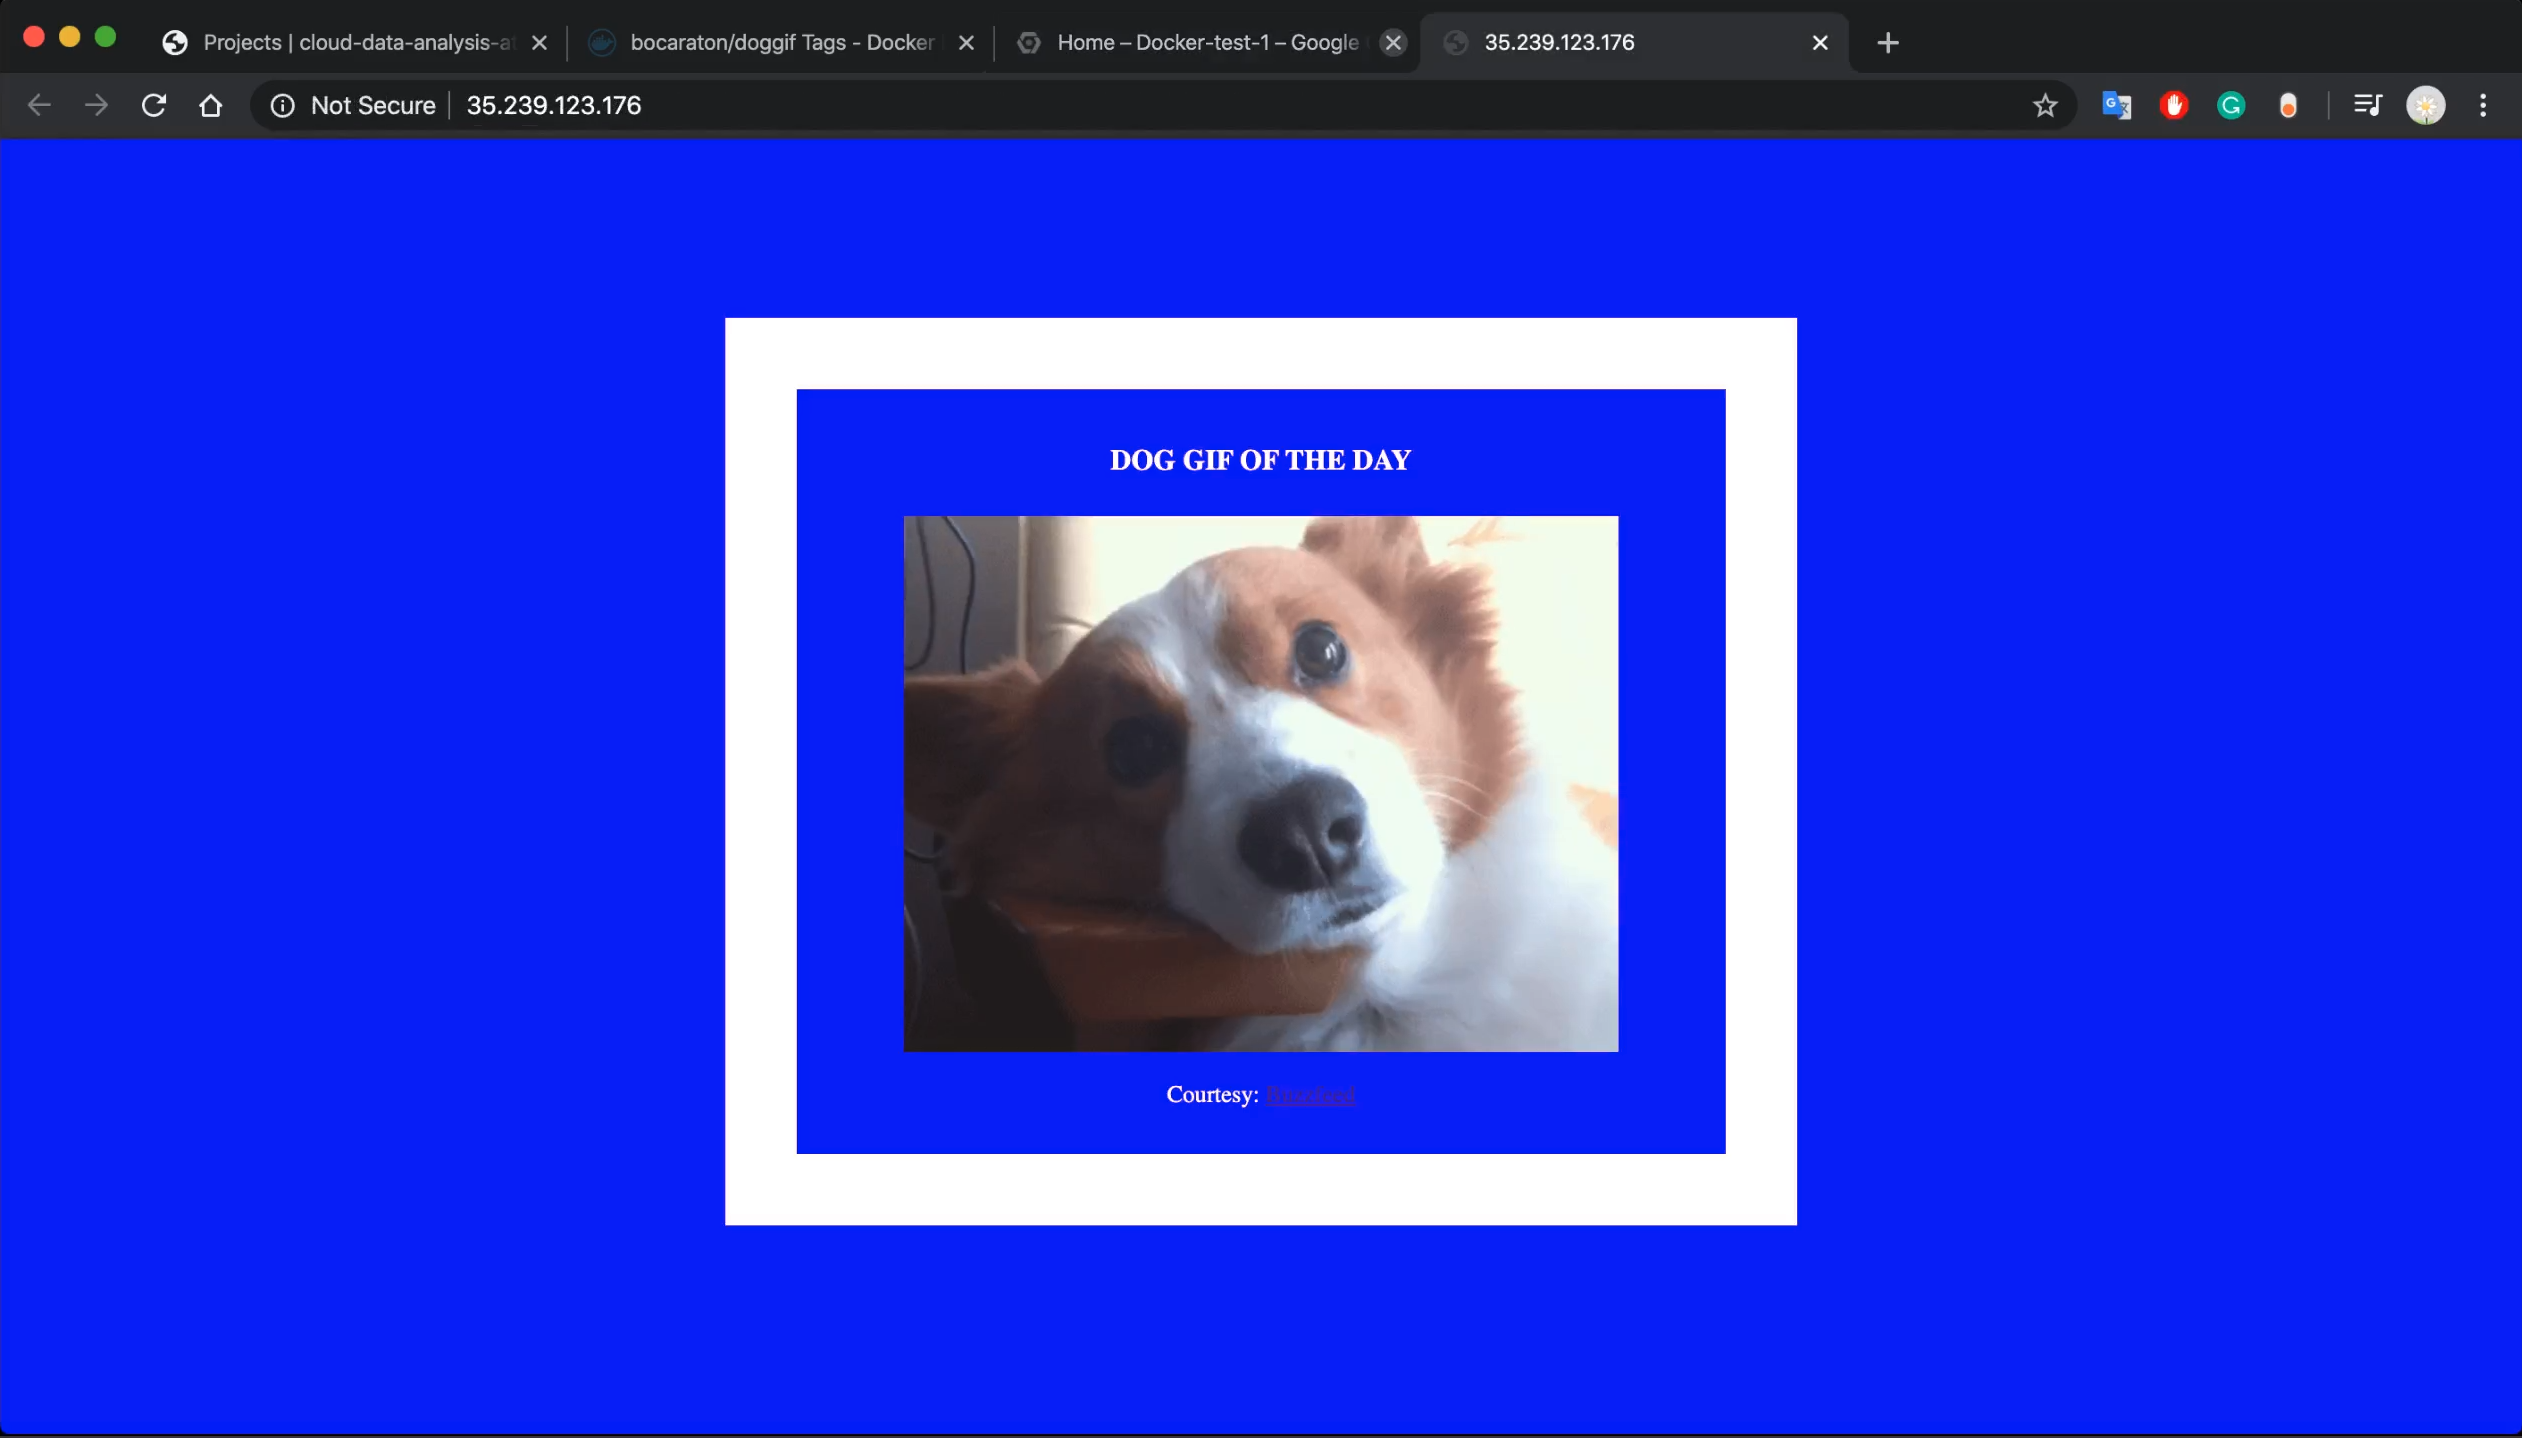 Projects | cloud-data-analysis-a
bocaraton/doggif Tags - Docker
Home – Docker-test-1 – Google
35.239.123.176
Not Secure
35.239.123.176
DOG GIF OF THE DAY
Courtesy: Buzzfeed